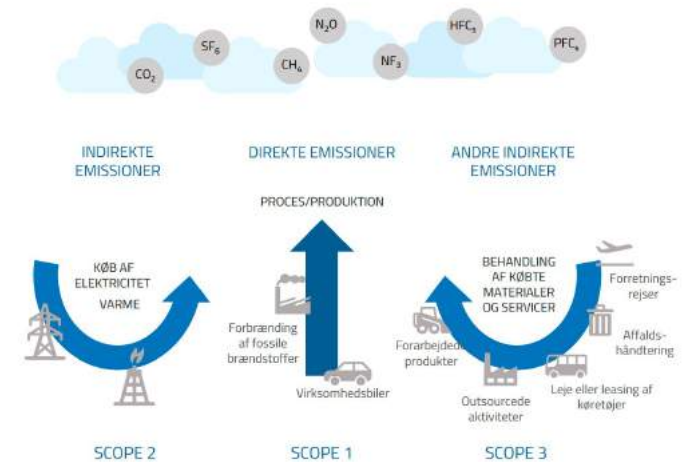 N₂O
HFC₅
SF₆
PFC₆
CH₄
NF₃
CO₂
INDIREKTE
EMISSIONER
DIREKTE EMISSIONER
ANDRE INDIREKTE
EMISSIONER
PROCES/PRODUKTION
KØB AF
ELEKTRICITET
VARME
BEHANDLING
AF KØBTE
MATERIALER
OG SERVICER
Forretnings-
rejser
Forbrænding
af fossile
brændstoffer
Forarbejdede
produkter
Affalds-
håndtering
Virksomhedsbiler
Outsourcede
aktiviteter
Leje eller leasing af
køretøjer
SCOPE 2
SCOPE 1
SCOPE 3